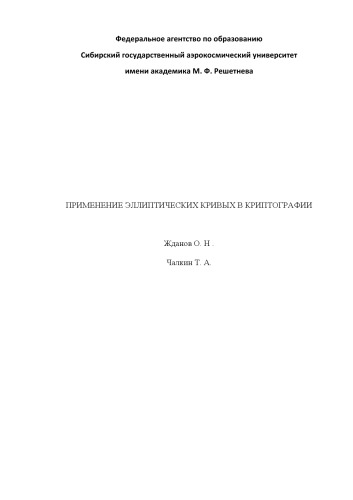 Федеральное агентство по образованию
Сибирский государственный аэрокосмический университет
имени академика М. Ф. Решетнева
ПРИМЕНЕНИЕ ЭЛЛИПТИЧЕСКИХ КРИВЫХ В КРИПТОГРАФИИ
Жданов О. Н .
Чалкин Т. А.